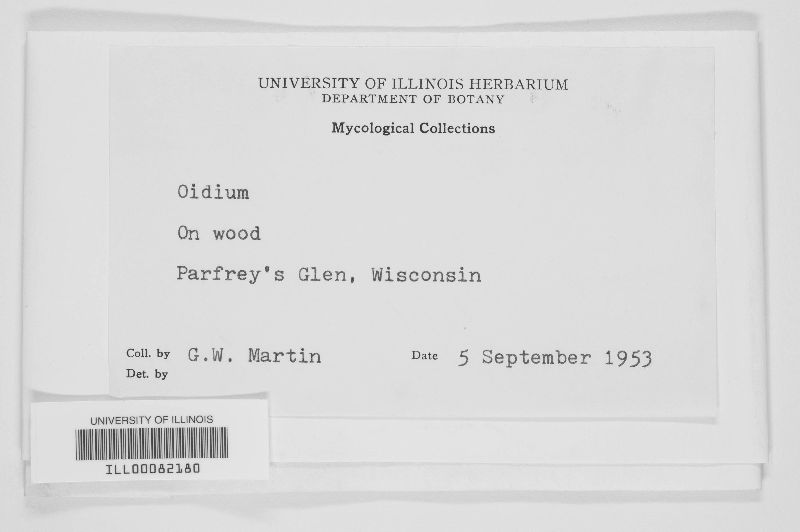 UNIVERSITY OF ILLINOIS HERBARIUM
DEPARTMENT OF BOTANY
Mycological Collections
Oidium
On wood
Parfrey's Glen, Wisconsin
Coll. by G.W. Martin Date 5 September 1953
Det. by
UNIVERSITY OF ILLINOIS
ILL00082180